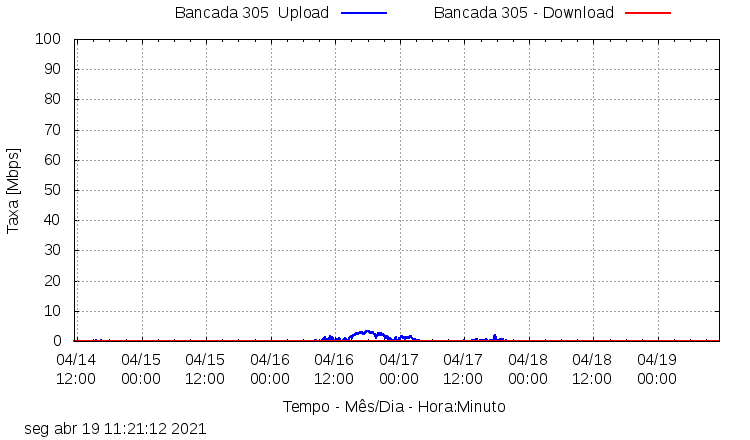 Bancada 305  Upload
Bancada 305 - Download
Taxa [Mbps]
100
90
80
70
60
50
40
30
20
10
0
04/14 04/15 04/15 04/16 04/16 04/17 04/17 04/18 04/18 04/19
12:00 00:00 12:00 00:00 12:00 00:00 12:00 00:00 12:00 00:00
Tempo - Mês/Dia - Hora:Minuto
seg abr 19 11:21:12 2021